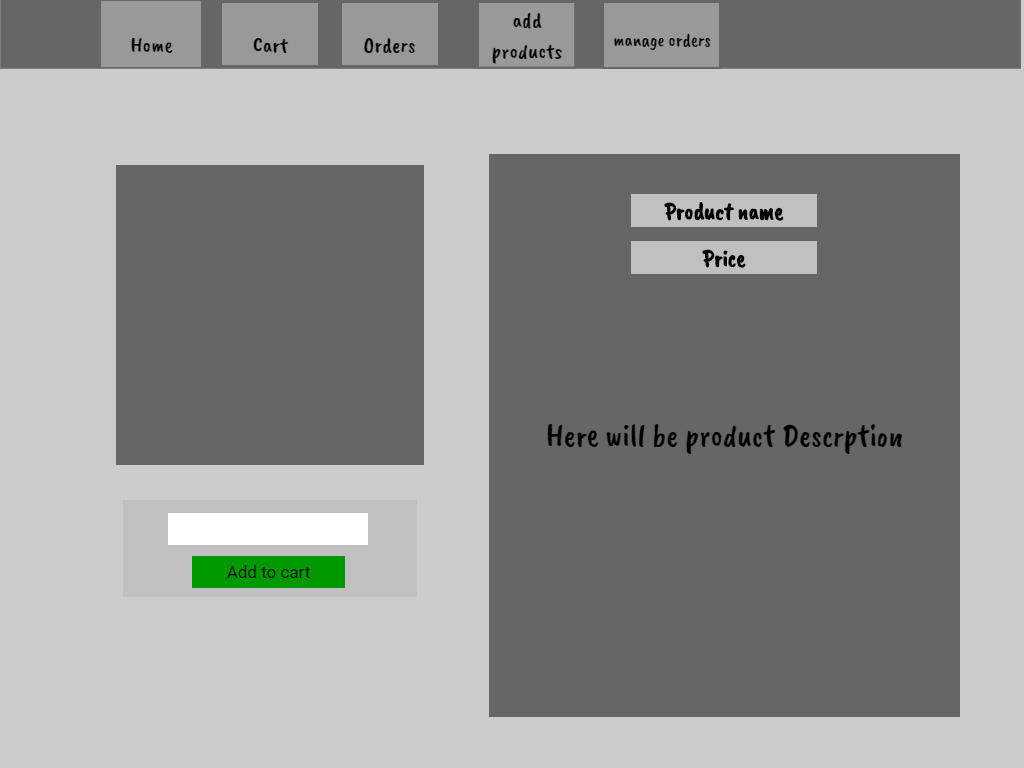 Home
Cart
Orders
add
products
manage orders
Product name
Price
Here will be product Descrption
Add to cart